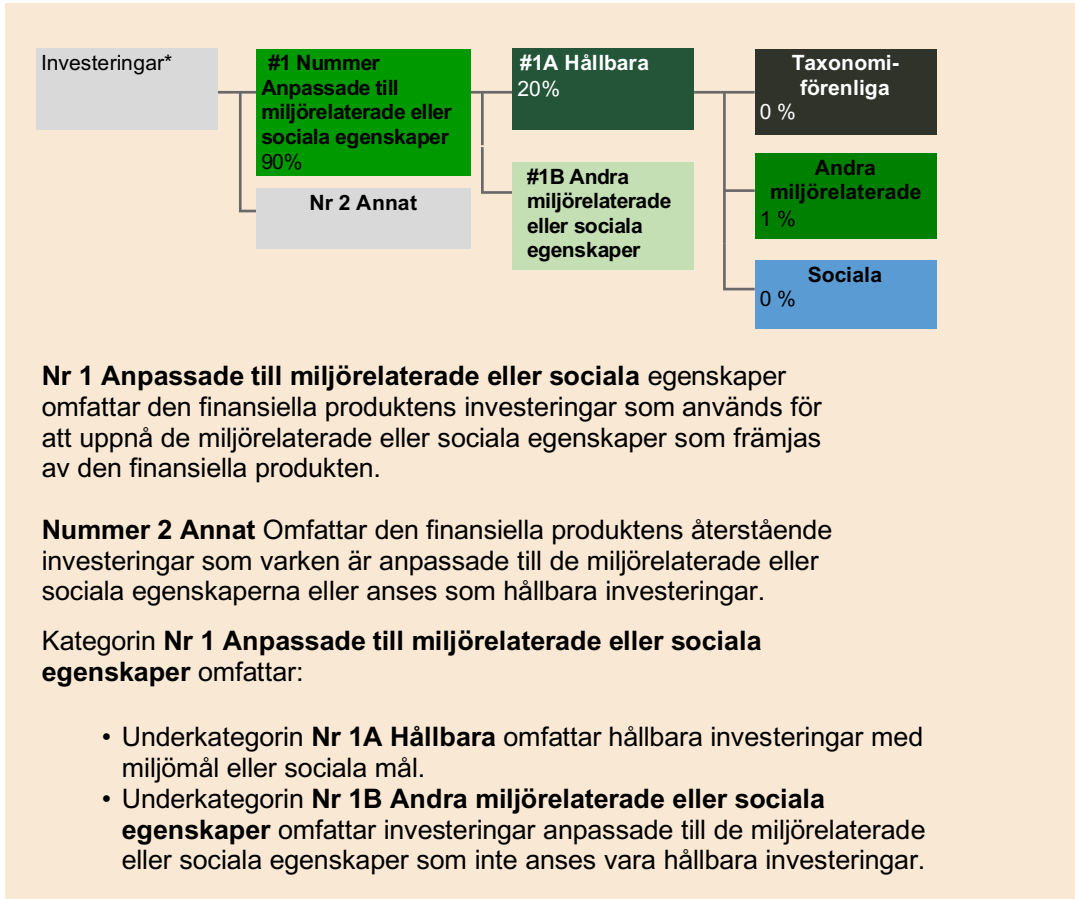 Investeringar*
#1 Nummer
Anpassade till
miljörelaterade eller
sociala egenskaper
90%
Nr 2 Annat
#1A Hållbara
20%
#1B Andra
miljörelaterade
eller sociala
egenskaper
Taxonomi-
förenliga
0 %
Andra
miljörelaterade
1 %
Sociala
0 %
Nr 1 Anpassade till miljörelaterade eller sociala egenskaper
omfattar den finansiella produktens investeringar som används för
att uppnå de miljörelaterade eller sociala egenskaper som främjas
av den finansiella produkten.
Nummer 2 Annat Omfattar den finansiella produktens återstående
investeringar som varken är anpassade till de miljörelaterade eller
sociala egenskaperna eller anses som hållbara investeringar.
Kategorin Nr 1 Anpassade till miljörelaterade eller sociala
egenskaper omfattar:
• Underkategorin Nr 1A Hållbara omfattar hållbara investeringar med
miljömål eller sociala mål.
• Underkategorin Nr 1B Andra miljörelaterade eller sociala
egenskaper omfattar investeringar anpassade till de miljörelaterade
eller sociala egenskaper som inte anses vara hållbara investeringar.